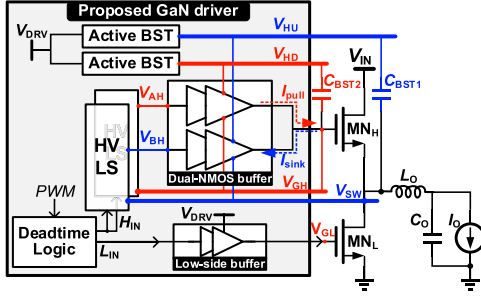 Proposed GaN driver
VDRV
Active BST
VHU
Active BST
VHD
VIN
CBST2
CBST1
VAH
Ipull
MNH
HV
LS
HV
VBH
Isink
Dual-NMOS buffer
VGH
VSW
LO
PWM
HIN
VDRV
Deadtime
Logic
LIN
VGL
MNL
CO
IO
Low-side buffer